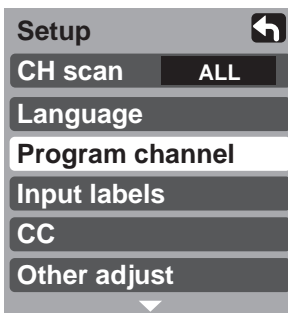 Setup
CH scan ALL
Language
Program channel
Input labels
CC
Other adjust